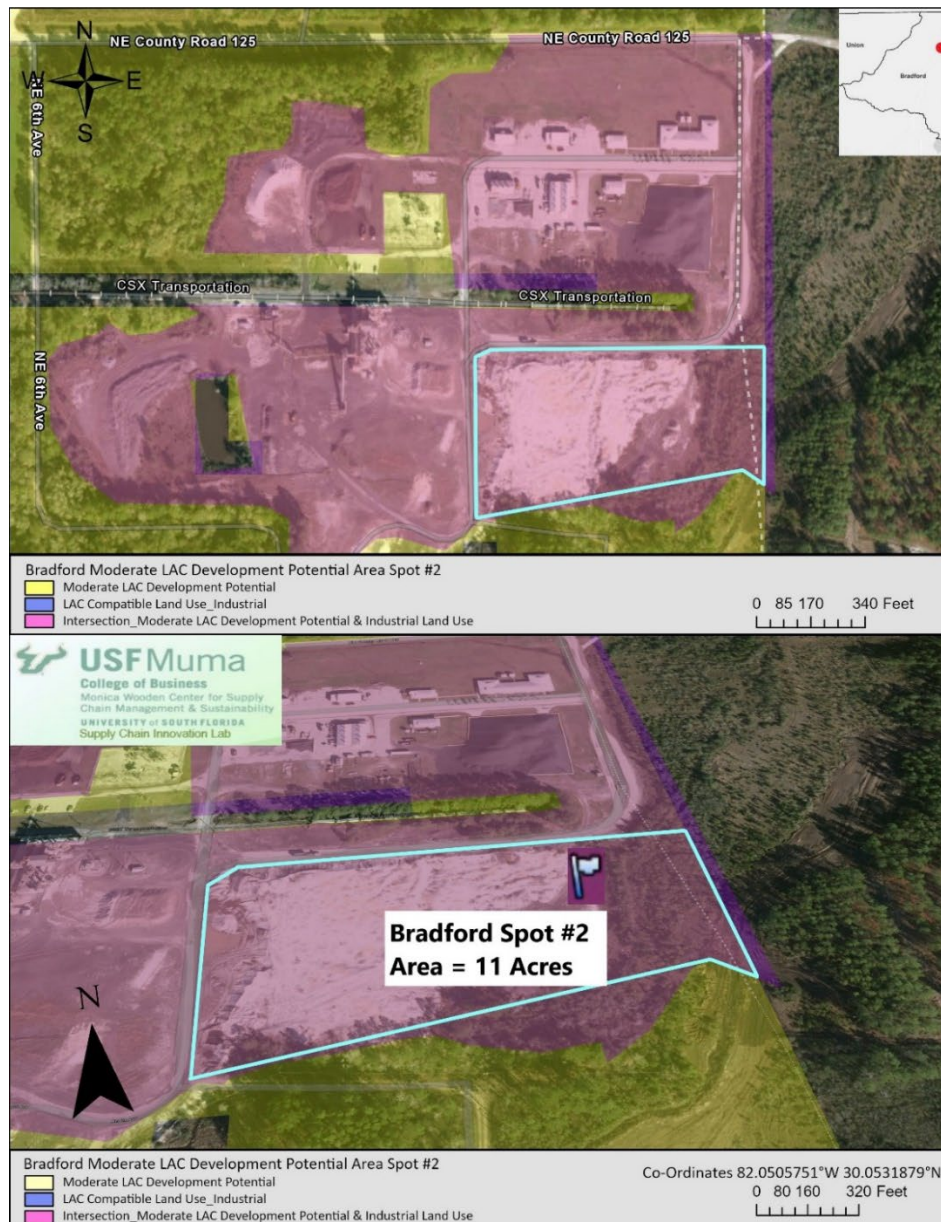 N
NE County Road 125
NE County Road 125
Union
Bradford
W
E
S
NE 6th Ave
CSX Transportation
CSX Transportation
NE 6th Ave
Bradford Moderate LAC Development Potential Area Spot #2
Moderate LAC Development Potential
LAC Compatible Land Use_Industrial
Intersection_Moderate LAC Development Potential & Industrial Land Use
0 85 170 340 Feet
USF Muma
College of Business
Monica Wooden Center for Supply
Chain Management & Sustainability
UNIVERSITY of SOUTH FLORIDA
Supply Chain Innovation Lab
Bradford Spot #2
Area = 11 Acres
N
Bradford Moderate LAC Development Potential Area Spot #2
Moderate LAC Development Potential
LAC Compatible Land Use_Industrial
Intersection_Moderate LAC Development Potential & Industrial Land Use
Co-Ordinates 82.0505751°W 30.0531879°N
0 80 160 320 Feet